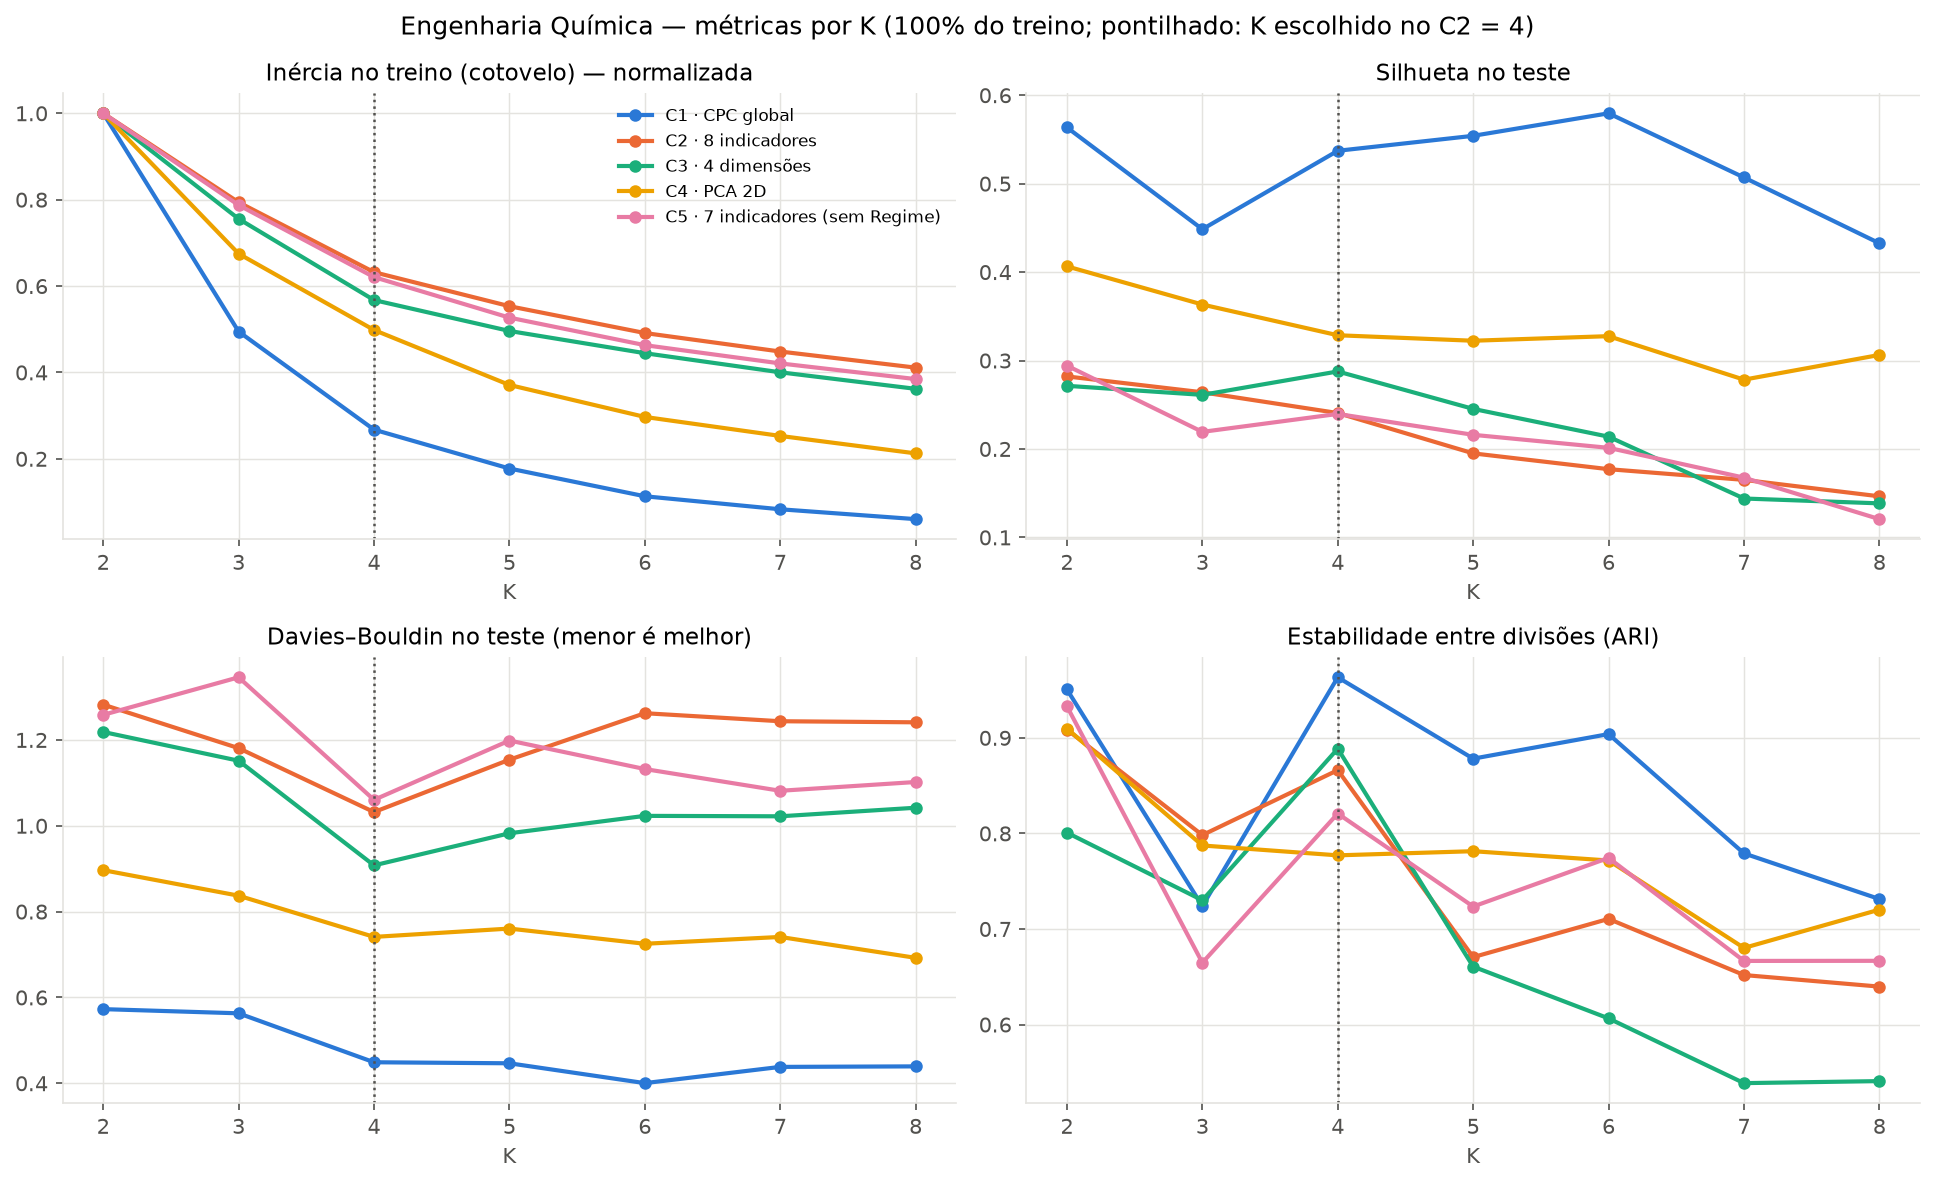 Engenharia Química — métricas por K (100% do treino; pontilhado: K escolhido no C2 = 4)
Inércia no treino (cotovelo) — normalizada
1.0
0.8
0.6
0.4
0.2
C1 · CPC global
C2 · 8 indicadores
C3 · 4 dimensões
C4 · PCA 2D
C5 · 7 indicadores (sem Regime)
2 3 4 5 6 7 8
K
Silhueta no teste
0.6
0.5
0.4
0.3
0.2
0.1
2 3 4 5 6 7 8
K
Davies–Bouldin no teste (menor é melhor)
1.2
1.0
0.8
0.6
0.4
2 3 4 5 6 7 8
K
Estabilidade entre divisões (ARI)
0.9
0.8
0.7
0.6
2 3 4 5 6 7 8
K